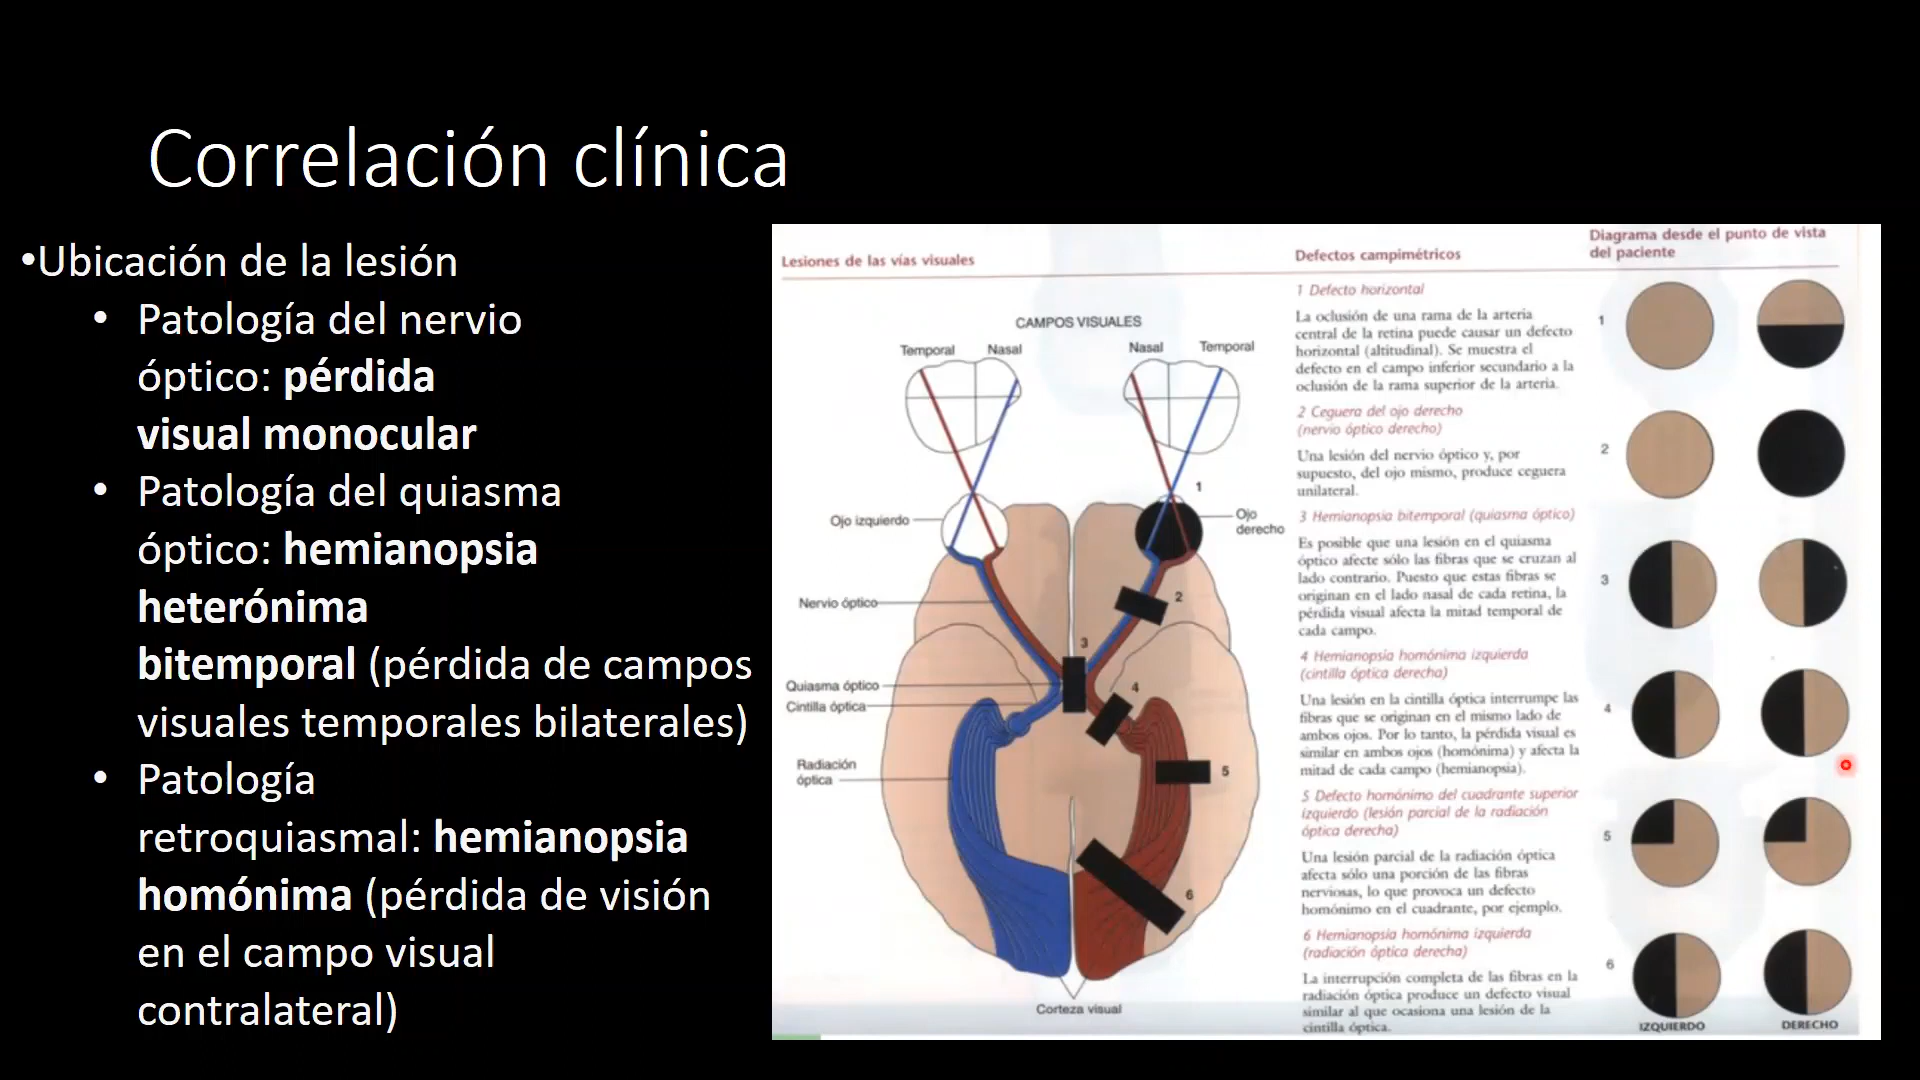 Correlación clínica
•Ubicación de la lesión
• Patología del nervio
óptico: pérdida
visual monocular
• Patología del quiasma
óptico: hemianopsia
heterónima
bitemporal (pérdida de campos
visuales temporales bilaterales)
• Patología
retroquiasmal: hemianopsia
homónima (pérdida de visión
en el campo visual
contralateral)
Lesiones de las vías visuales
CAMPOS VISUALES
Temporal Nasal
Nasal Temporal
1
Ojo izquierdo
Ojo
derecho
Nervio óptico
2
3
Quiasma óptico
4
Cintilla óptica
Radiación
óptica
5
6
Corteza visual
Defectos campimétricos
1 Defecto horizontal
La oclusión de una rama de la arteria
central de la retina puede causar un defecto
horizontal (altitudinal). Se muestra el
defecto en el campo inferior secundario a la
oclusión de la rama superior de la arteria.
2 Ceguera del ojo derecho
(nervio óptico derecho)
Una lesión del nervio óptico y, por
supuesto, del ojo mismo, produce ceguera
unilateral.
3 Hemianopsia bitemporal (quiasma óptico)
Es posible que una lesión en el quiasma
óptico afecte sólo las fibras que se cruzan al
lado contrario. Puesto que estas fibras se
originan en el lado nasal de cada retina, la
pérdida visual afecta la mitad temporal de
cada campo.
4 Hemianopsia homónima izquierda
(cintilla óptica derecha)
Una lesión en la cintilla óptica interrumpe las
fibras que se originan en el mismo lado de
ambos ojos. Por lo tanto, la pérdida visual es
similar en ambos ojos (homónima) y afecta la
mitad de cada campo (hemianopsia).
5 Defecto homónimo del cuadrante superior
izquierdo (lesión parcial de la radiación
óptica derecha)
Una lesión parcial de la radiación óptica
afecta sólo una porción de las fibras
nerviosas, lo que provoca un defecto
homónimo en el cuadrante, por ejemplo.
6 Hemianopsia homónima izquierda
(radiación óptica derecha)
La interrupción completa de las fibras en la
radiación óptica produce un defecto visual
similar al que ocasiona una lesión de la
cintilla óptica.
Diagrama desde el punto de vista
del paciente
1
2
3
4
5
6
IZQUIERDO DERECHO